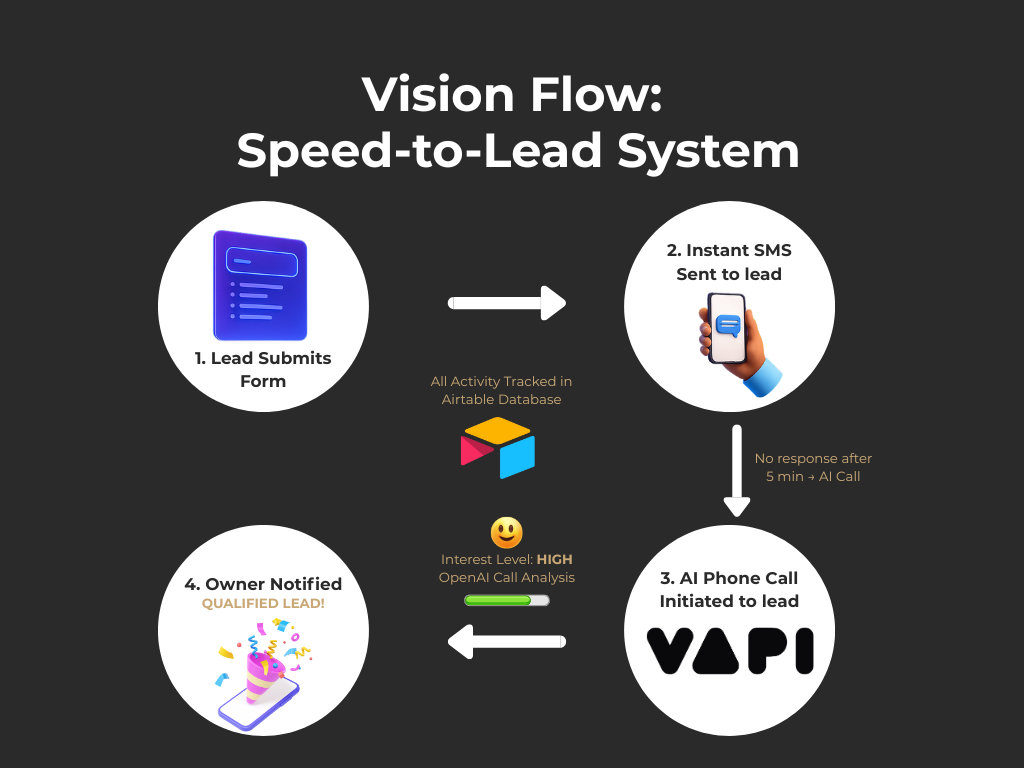 Vision Flow:
Speed-to-Lead System
1. Lead Submits
Form
2. Instant SMS
Sent to lead
All Activity Tracked in
Airtable Database
No response after
5 min → AI Call
3. AI Phone Call
Initiated to lead
VAPI
Interest Level: HIGH
OpenAI Call Analysis
4. Owner Notified
QUALIFIED LEAD!